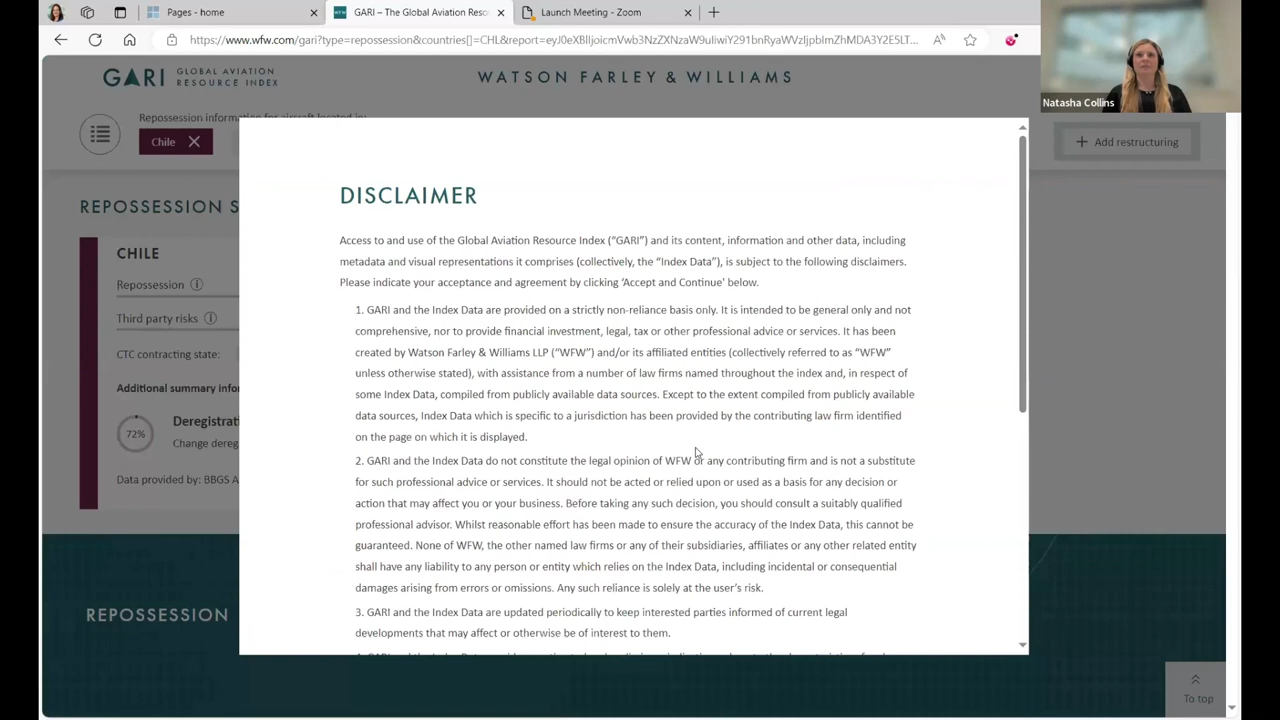 Pages - home
GARI – The Global Aviation Reso
Launch Meeting - Zoom
https://www.wfw.com/gari?type=repossession&countries[]=CHL&report=
GARI GLOBAL AVIATION RESOURCE INDEX
WATSON FARLEY & WILLIAMS
Natasha Collins
Repossession information for aircraft located in:
Chile
Add restructuring
REPOSSESSION S
CHILE
Repossession
Third party risks
CTC contracting state:
Additional summary infor
Deregistrati
72%
Change dereg
Data provided by: BBGS A
DISCLAIMER
Access to and use of the Global Aviation Resource Index (“GARI”) and its content, information and other data, including
metadata and visual representations it comprises (collectively, the “Index Data”), is subject to the following disclaimers.
Please indicate your acceptance and agreement by clicking 'Accept and Continue' below.
1. GARI and the Index Data are provided on a strictly non-reliance basis only. It is intended to be general only and not
comprehensive, nor to provide financial investment, legal, tax or other professional advice or services. It has been
created by Watson Farley & Williams LLP (“WFW”) and/or its affiliated entities (collectively referred to as “WFW”
unless otherwise stated), with assistance from a number of law firms named throughout the index and, in respect of
some Index Data, compiled from publicly available data sources. Except to the extent compiled from publicly available
data sources, Index Data which is specific to a jurisdiction has been provided by the contributing law firm identified
on the page on which it is displayed.
2. GARI and the Index Data do not constitute the legal opinion of WFW or any contributing firm and is not a substitute
for such professional advice or services. It should not be acted or relied upon or used as a basis for any decision or
action that may affect you or your business. Before taking any such decision, you should consult a suitably qualified
professional advisor. Whilst reasonable effort has been made to ensure the accuracy of the Index Data, this cannot be
guaranteed. None of WFW, the other named law firms or any of their subsidiaries, affiliates or any other related entity
shall have any liability to any person or entity which relies on the Index Data, including incidental or consequential
damages arising from errors or omissions. Any such reliance is solely at the user's risk.
3. GARI and the Index Data are updated periodically to keep interested parties informed of current legal
developments that may affect or otherwise be of interest to them.
REPOSSESSION
To top